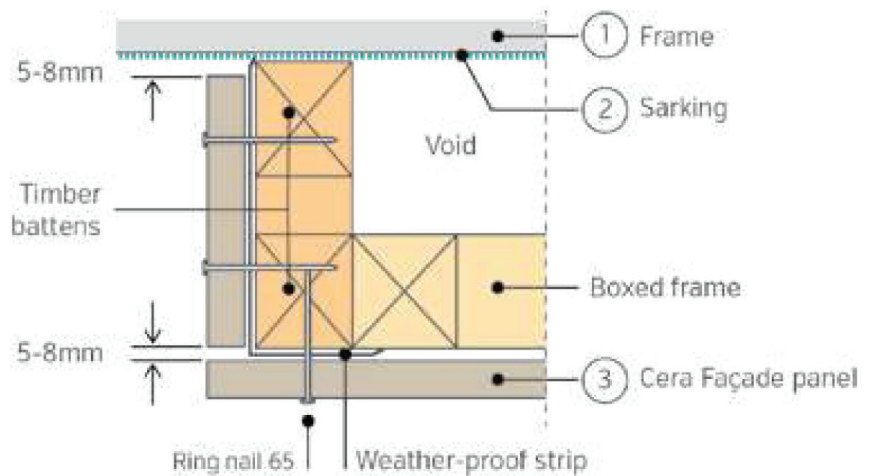 1 Frame
5-8mm
2 Sarking
Void
Timber
battens
Boxed frame
5-8mm
3 Cera Façade panel
Ring nail 65
Weather-proof strip